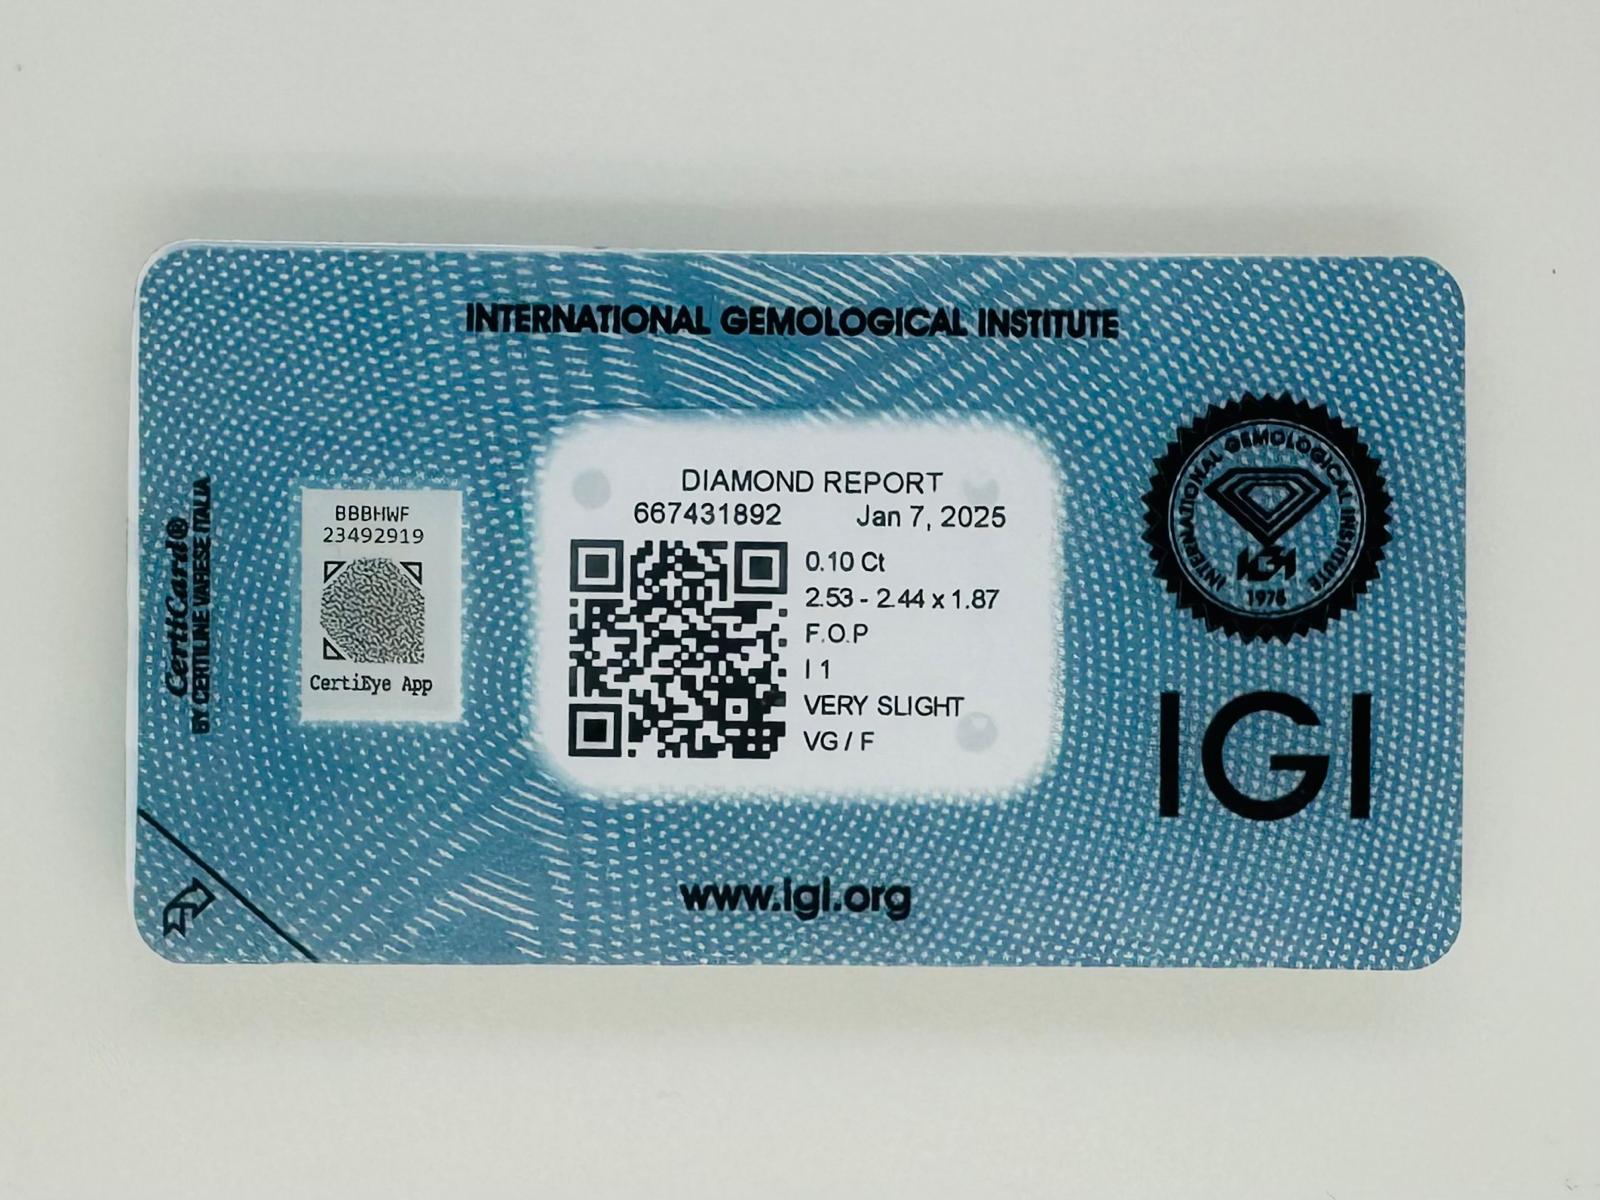 INTERNATIONAL GEMOLOGICAL INSTITUTE
CertiCard®
BY CERTILINE VARESE ITALIA
BBBHWF
23492919
CertiEye App
DIAMOND REPORT
667431892 Jan 7, 2025
0.10 Ct
2.53 - 2.44 x 1.87
F.O.P
I 1
VERY SLIGHT
VG / F
INTERNATIONAL GEMOLOGICAL INSTITUTE
IGI
1975
IGI
www.igi.org